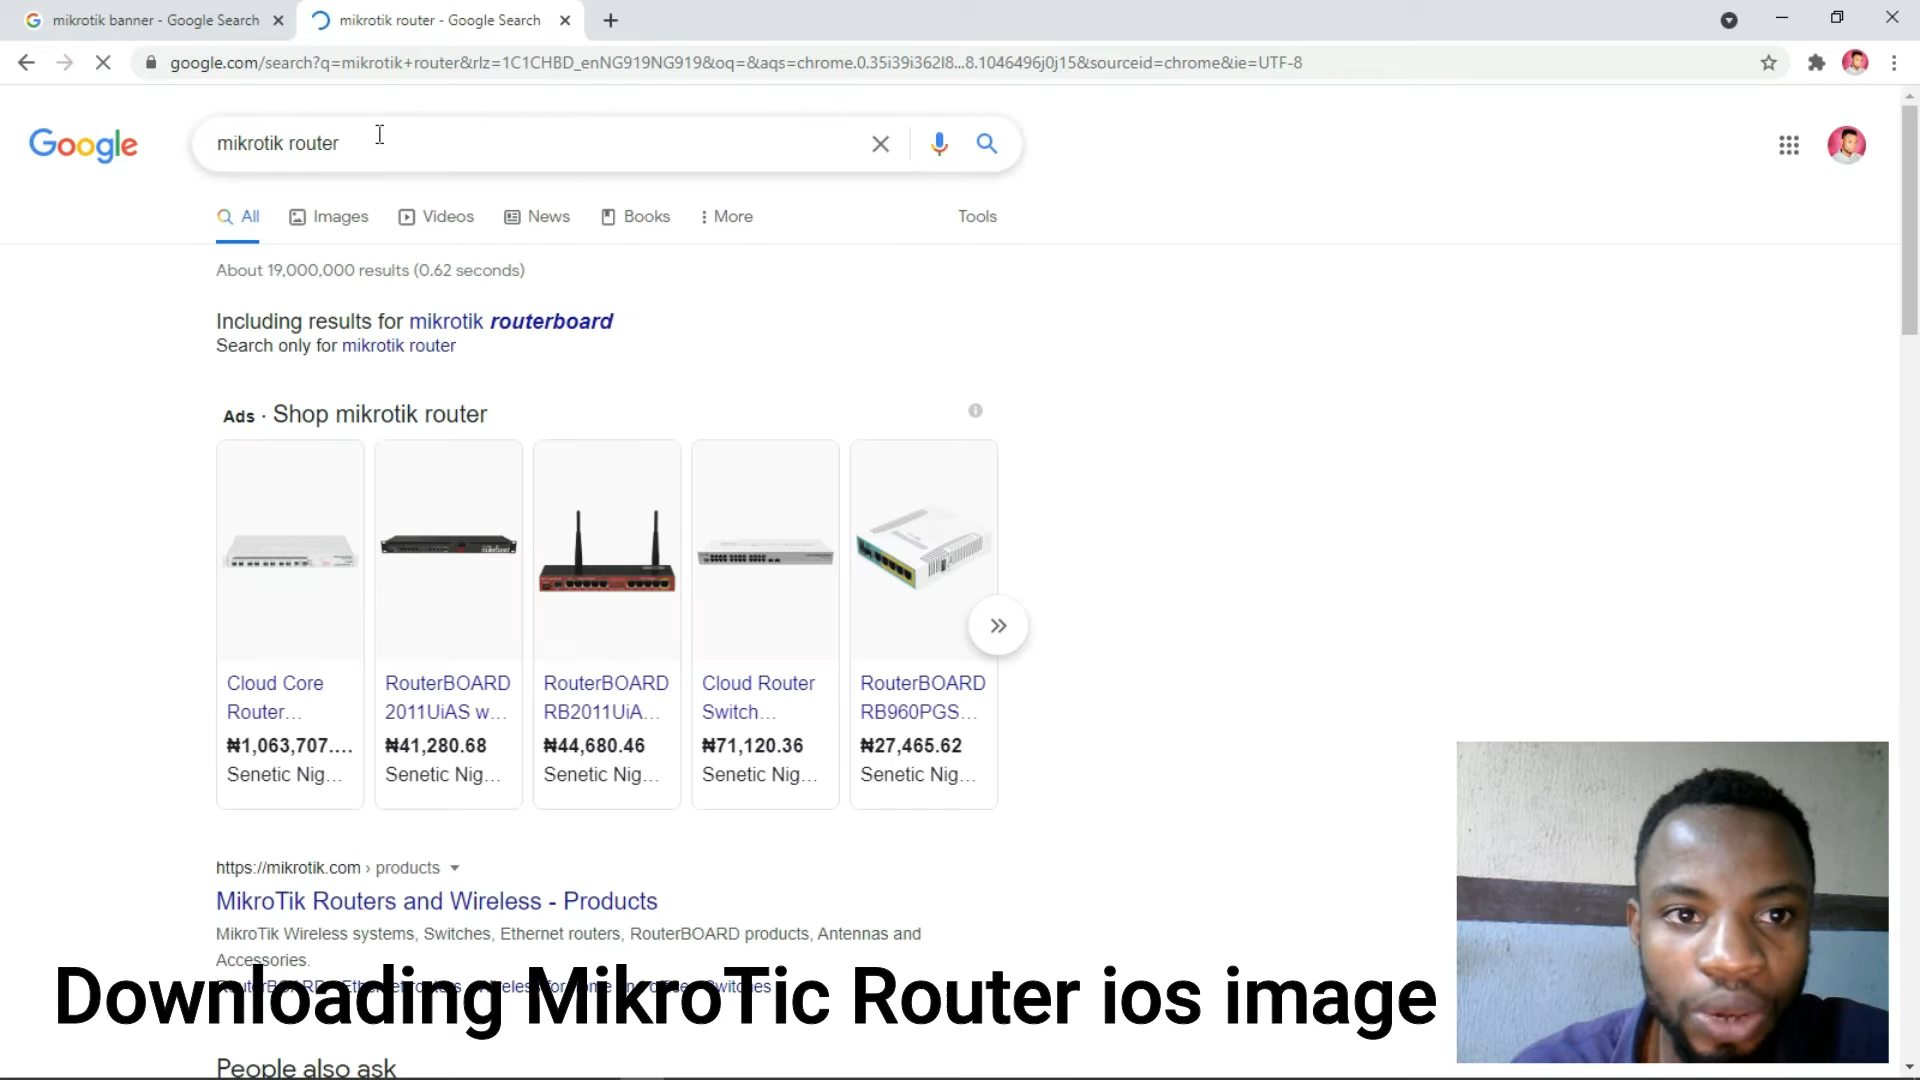 mikrotik banner - Google Search
mikrotik router - Google Search
google.com/search?q=mikrotik+router&rlz=1C1CHBD_enNG919NG919&oq=&aqs=chrome.0.35i39i362l8...8.1046496j0j15&sourceid=chrome&ie=UTF-8
Google
mikrotik router
All Images Videos News Books More Tools
About 19,000,000 results (0.62 seconds)
Including results for mikrotik routerboard
Search only for mikrotik router
Ads · Shop mikrotik router
Cloud Core Router...
₦1,063,707....
Senetic Nig...
RouterBOARD 2011UiAS w...
₦41,280.68
Senetic Nig...
RouterBOARD RB2011UiA...
₦44,680.46
Senetic Nig...
Cloud Router Switch...
₦71,120.36
Senetic Nig...
RouterBOARD RB960PGS...
₦27,465.62
Senetic Nig...
https://mikrotik.com › products
MikroTik Routers and Wireless - Products
MikroTik Wireless systems, Switches, Ethernet routers, RouterBOARD products, Antennas and
Accessories.
Downloading MikroTic Router ios image
People also ask